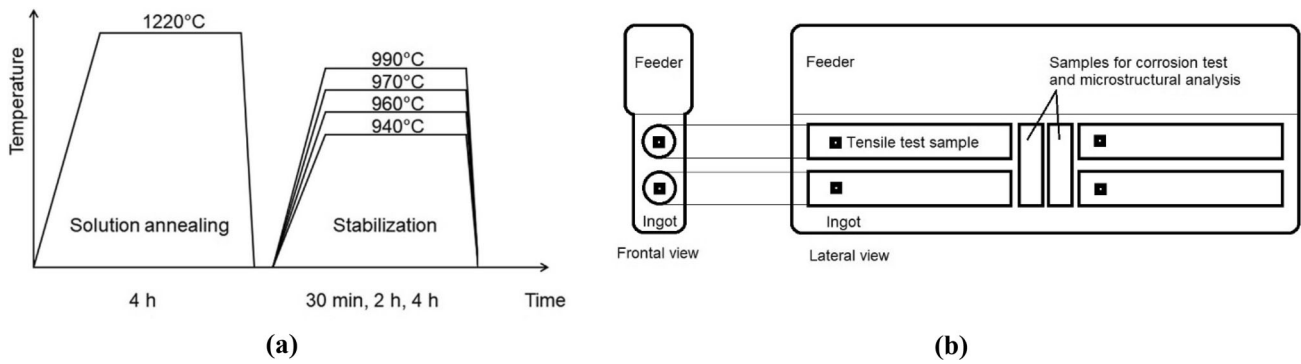 Temperature
1220°C
990°C
970°C
960°C
940°C
Solution annealing
Stabilization
4 h
30 min, 2 h, 4 h
Time
(a)
Feeder
Ingot
Frontal view
Feeder
Samples for corrosion test
and microstructural analysis
Tensile test sample
Ingot
Lateral view
(b)